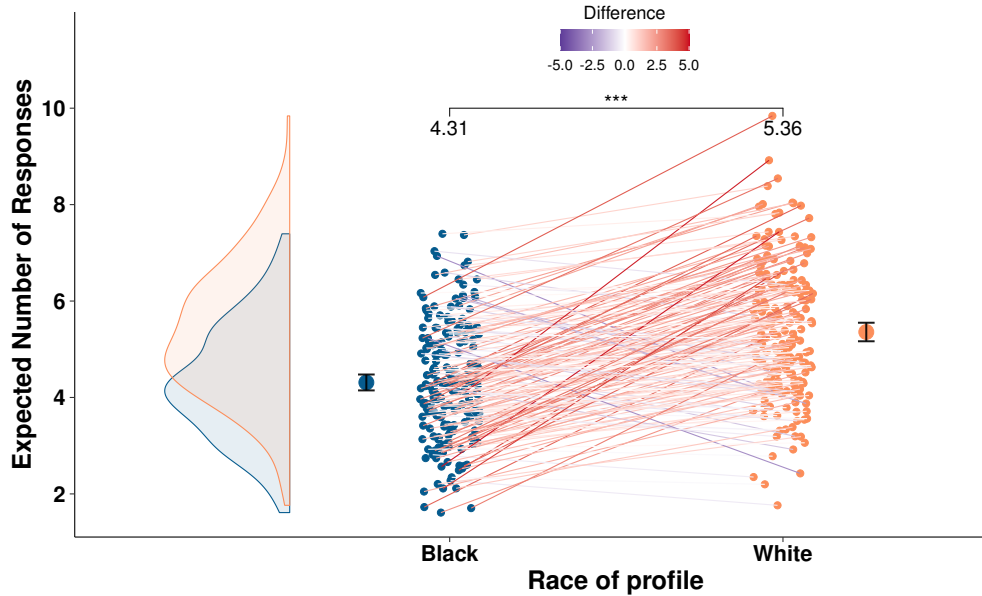 Difference
-5.0 -2.5 0.0 2.5 5.0
***
4.31 5.36
Expected Number of Responses
10
8
6
4
2
Black White
Race of profile